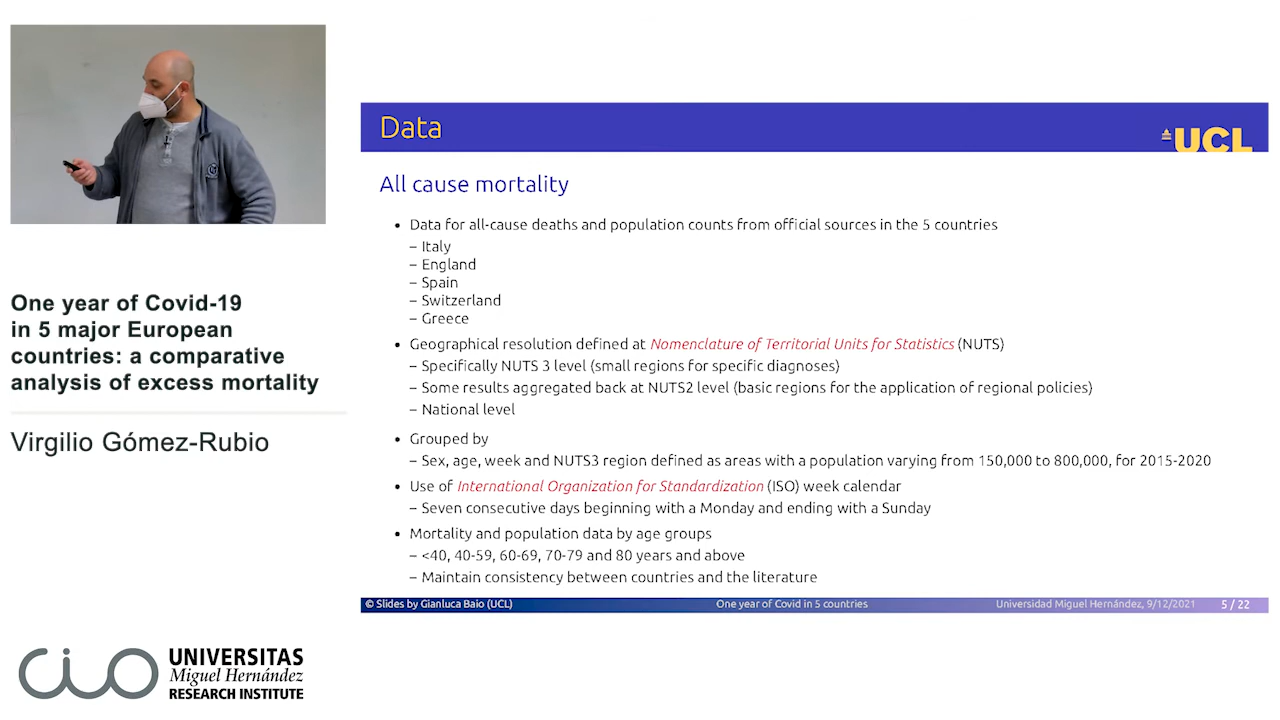 One year of Covid-19
in 5 major European
countries: a comparative
analysis of excess mortality
Virgilio Gómez-Rubio
cio
UNIVERSITAS
Miguel Hernández
RESEARCH INSTITUTE
Data
UCL
All cause mortality
• Data for all-cause deaths and population counts from official sources in the 5 countries
– Italy
– England
– Spain
– Switzerland
– Greece
• Geographical resolution defined at Nomenclature of Territorial Units for Statistics (NUTS)
– Specifically NUTS 3 level (small regions for specific diagnoses)
– Some results aggregated back at NUTS2 level (basic regions for the application of regional policies)
– National level
• Grouped by
– Sex, age, week and NUTS3 region defined as areas with a population varying from 150,000 to 800,000, for 2015-2020
• Use of International Organization for Standardization (ISO) week calendar
– Seven consecutive days beginning with a Monday and ending with a Sunday
• Mortality and population data by age groups
– <40, 40-59, 60-69, 70-79 and 80 years and above
– Maintain consistency between countries and the literature
© Slides by Gianluca Baio (UCL) One year of Covid in 5 countries Universidad Miguel Hernández, 9/12/2021 5 / 22